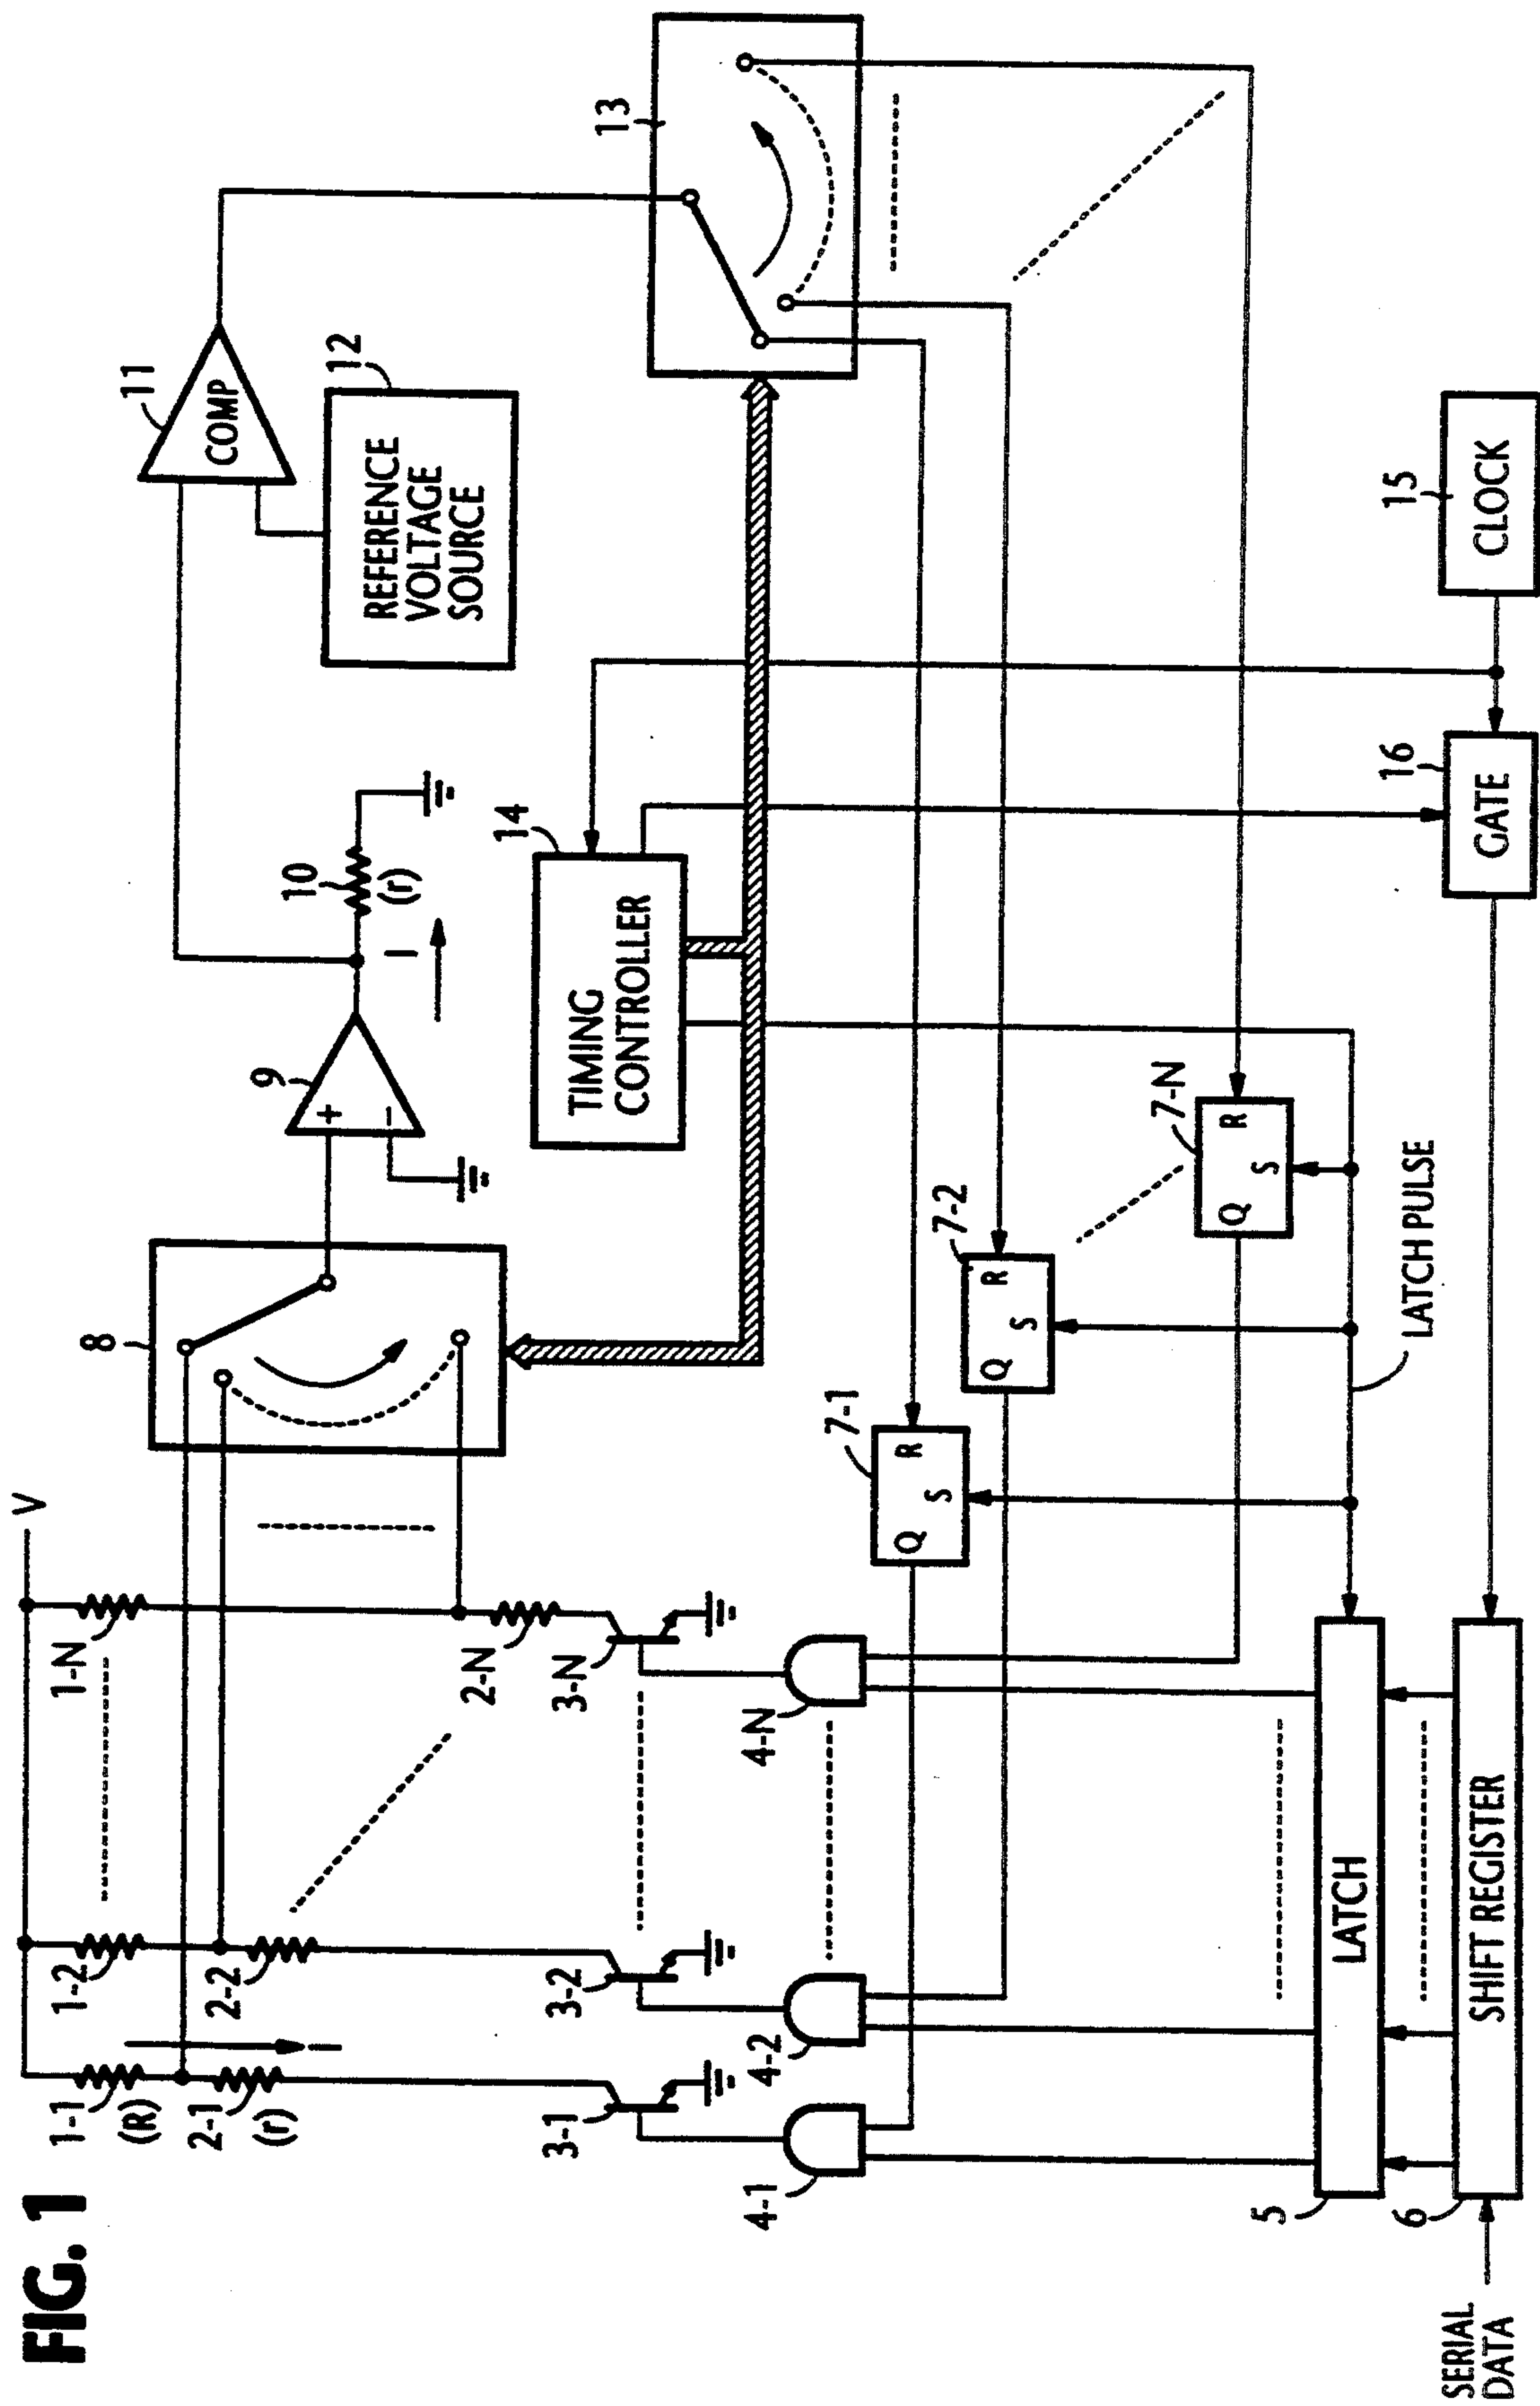 FIG. 1
V
1-1
(R)
1-2
1-N
2-1
(r)
2-2
2-N
3-1
3-2
3-N
4-1
4-2
4-N
8
9
+
−
10
(r)
I
i
11
COMP
12
REFERENCE
VOLTAGE
SOURCE
13
14
TIMING
CONTROLLER
7-1
Q
S
R
7-2
Q
S
R
7-N
Q
S
R
LATCH PULSE
5
LATCH
6
SHIFT REGISTER
SERIAL
DATA
16
GATE
15
CLOCK